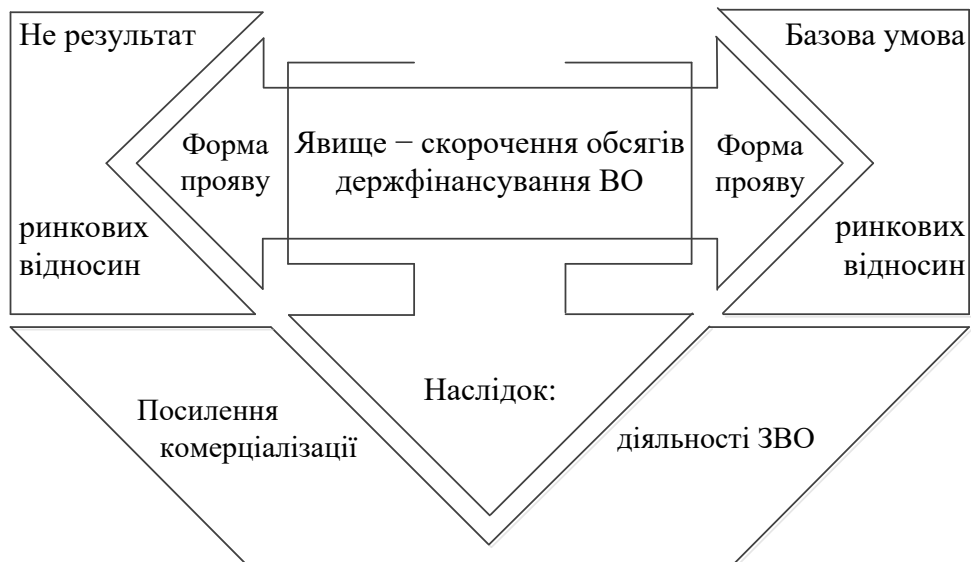 Не результат
ринкових
відносин
Форма
прояву
Явище − скорочення обсягів
держфінансування ВО
Форма
прояву
Базова умова
ринкових
відносин
Наслідок:
Посилення
комерціалізації
діяльності ЗВО